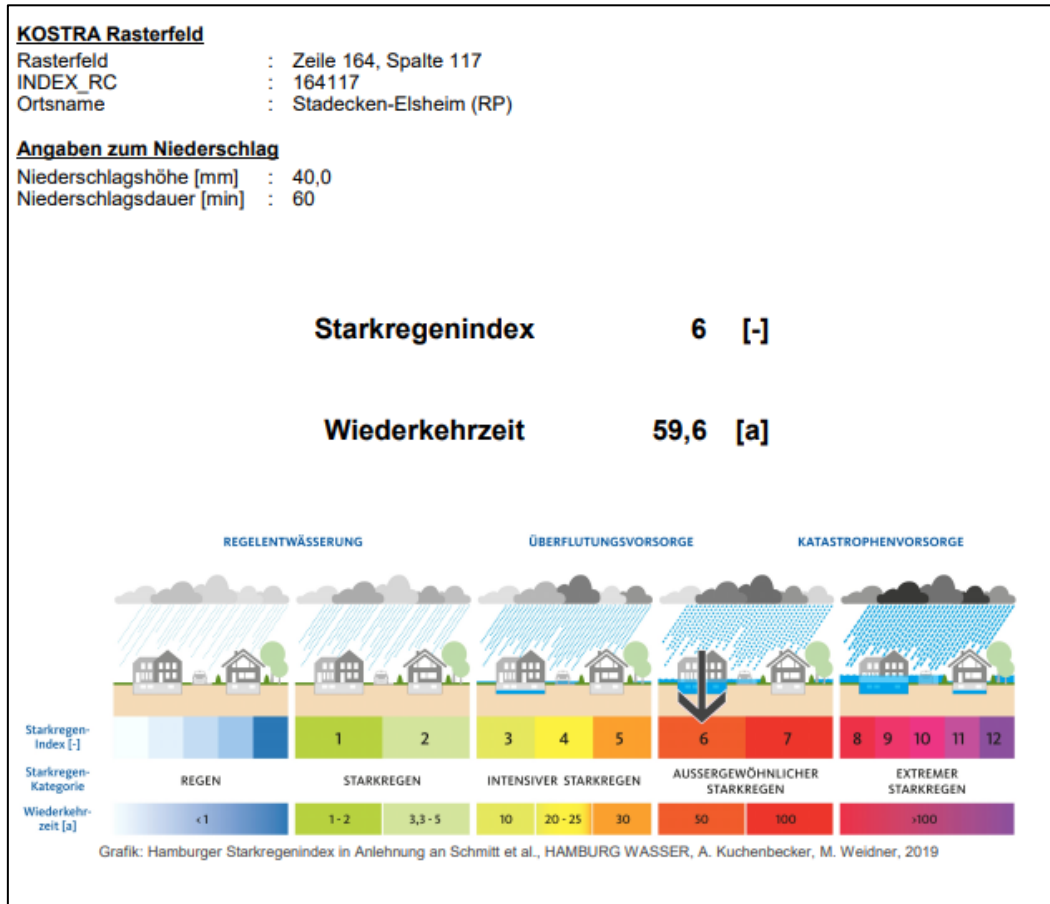 KOSTRA Rasterfeld
Rasterfeld : Zeile 164, Spalte 117
INDEX_RC : 164117
Ortsname : Stadecken-Elsheim (RP)
Angaben zum Niederschlag
Niederschlagshöhe [mm] : 40,0
Niederschlagsdauer [min] : 60
Starkregenindex 6 [-]
Wiederkehrzeit 59,6 [a]
REGELENTWÄSSERUNG ÜBERFLUTUNGSVORSORGE KATASTROPHENVORSORGE
Starkregen-
Index [-] 1 2 3 4 5 6 7 8 9 10 11 12
Starkregen-
Kategorie REGEN STARKREGEN INTENSIVER STARKREGEN AUSSERGEWÖHNLICHER
STARKREGEN EXTREMER
STARKREGEN
Wiederkehr-
zeit [a] <1 1 - 2 3,3 - 5 10 20 - 25 30 50 100 >100
Grafik: Hamburger Starkregenindex in Anlehnung an Schmitt et al., HAMBURG WASSER, A. Kuchenbecker, M. Weidner, 2019